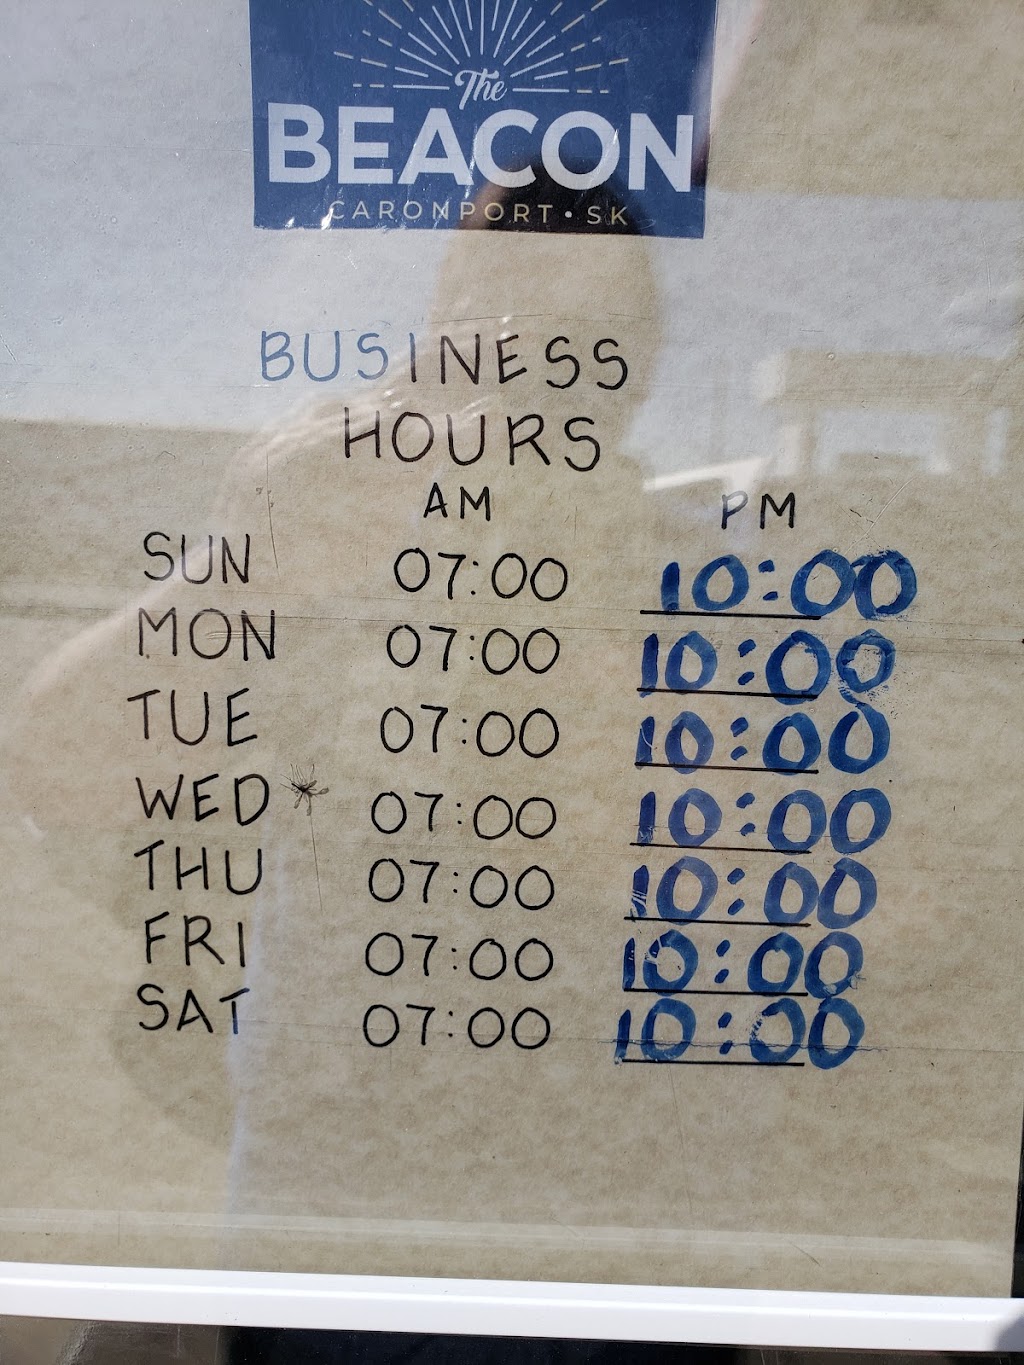 The
BEACON
CARONPORT • SK
BUSINESS
HOURS
AM PM
SUN 07:00 10:00
MON 07:00 10:00
TUE 07:00 10:00
WED 07:00 10:00
THU 07:00 10:00
FRI 07:00 10:00
SAT 07:00 10:00